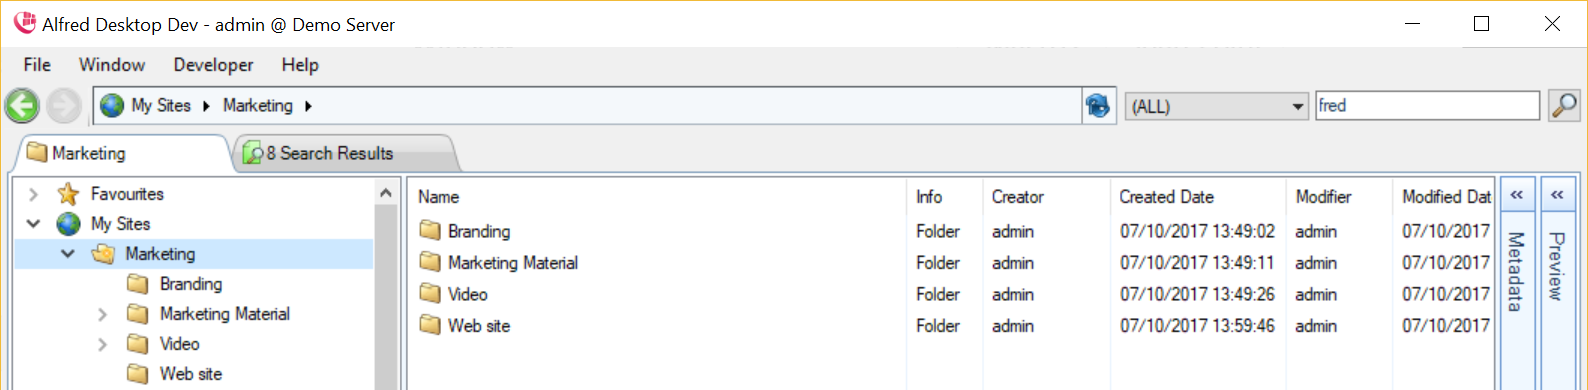 Alfred Desktop Dev - admin @ Demo Server
File Window Developer Help
My Sites Marketing (ALL) fred
Marketing 8 Search Results
Favourites
My Sites
Marketing
Branding
Marketing Material
Video
Web site
Name Info Creator Created Date Modifier Modified Dat
Branding Folder admin 07/10/2017 13:49:02 admin 07/10/2017
Marketing Material Folder admin 07/10/2017 13:49:11 admin 07/10/2017
Video Folder admin 07/10/2017 13:49:26 admin 07/10/2017
Web site Folder admin 07/10/2017 13:59:46 admin 07/10/2017
Metadata
Preview